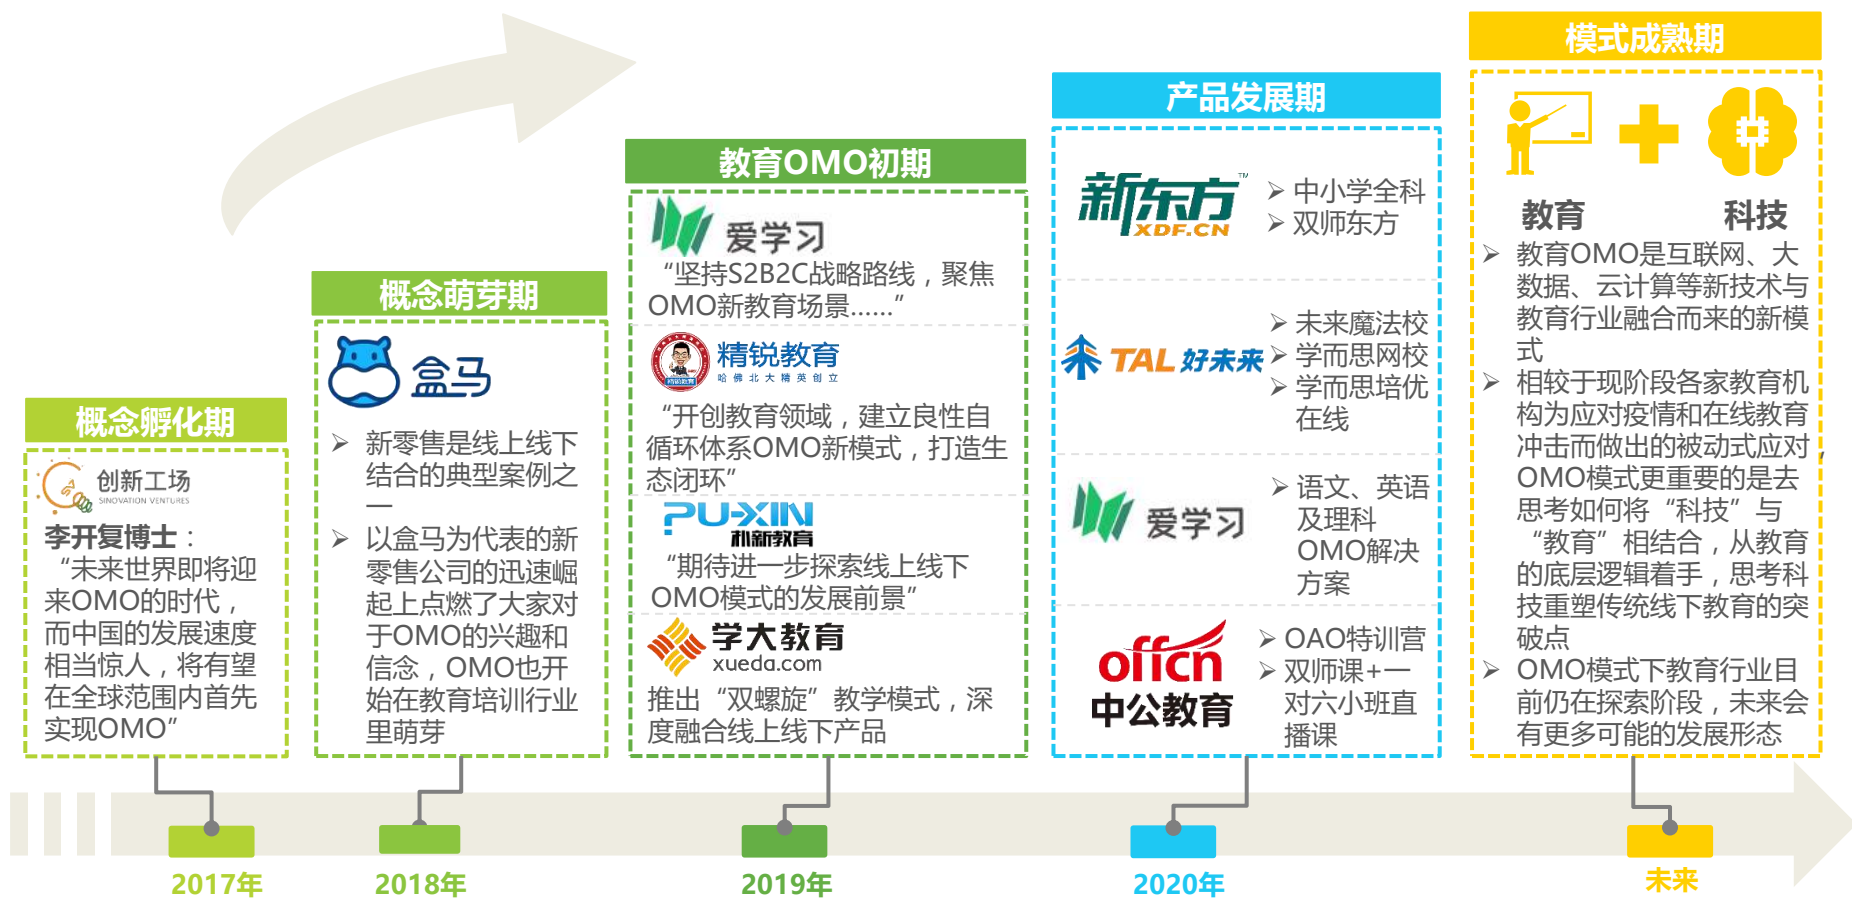 概念孵化期
创新工场
SINOVATION VENTURES
李开复博士：
“未来世界即将迎
来OMO的时代，
而中国的发展速度
相当惊人，将有望
在全球范围内首先
实现OMO”
概念萌芽期
盒马
➢ 新零售是线上线下
结合的典型案例之
一
➢ 以盒马为代表的新
零售公司的迅速崛
起上点燃了大家对
于OMO的兴趣和
信念，OMO也开
始在教育培训行业
里萌芽
教育OMO初期
爱学习
“坚持S2B2C战略路线，聚焦
OMO新教育场景……”
精锐教育
哈佛北大精英创立
精锐教育
“开创教育领域，建立良性自
循环体系OMO新模式，打造生
态闭环”
PU-XIN
朴新教育
“期待进一步探索线上线下
OMO模式的发展前景”
学大教育
xueda.com
推出“双螺旋”教学模式，深
度融合线上线下产品
产品发展期
新东方™
XDF.CN
➢ 中小学全科
➢ 双师东方
TAL 好未来
➢ 未来魔法校
➢ 学而思网校
➢ 学而思培优
在线
爱学习
➢ 语文、英语
及理科
OMO解决
方案
offcn
中公教育
➢ OAO特训营
➢ 双师课+一
对六小班直
播课
模式成熟期
教育 科技
➢ 教育OMO是互联网、大
数据、云计算等新技术与
教育行业融合而来的新模
式
➢ 相较于现阶段各家教育机
构为应对疫情和在线教育
冲击而做出的被动式应对，
OMO模式更重要的是去
思考如何将“科技”与
“教育”相结合，从教育
的底层逻辑着手，思考科
技重塑传统线下教育的突
破点
➢ OMO模式下教育行业目
前仍在探索阶段，未来会
有更多可能的发展形态
2017年
2018年
2019年
2020年
未来